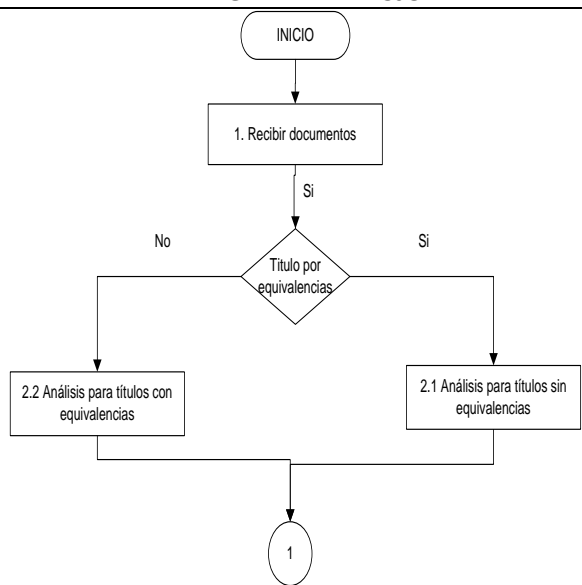 INICIO
1. Recibir documentos
Si
No
Si
Titulo por
equivalencias
2.2 Análisis para títulos con
equivalencias
2.1 Análisis para títulos sin
equivalencias
1